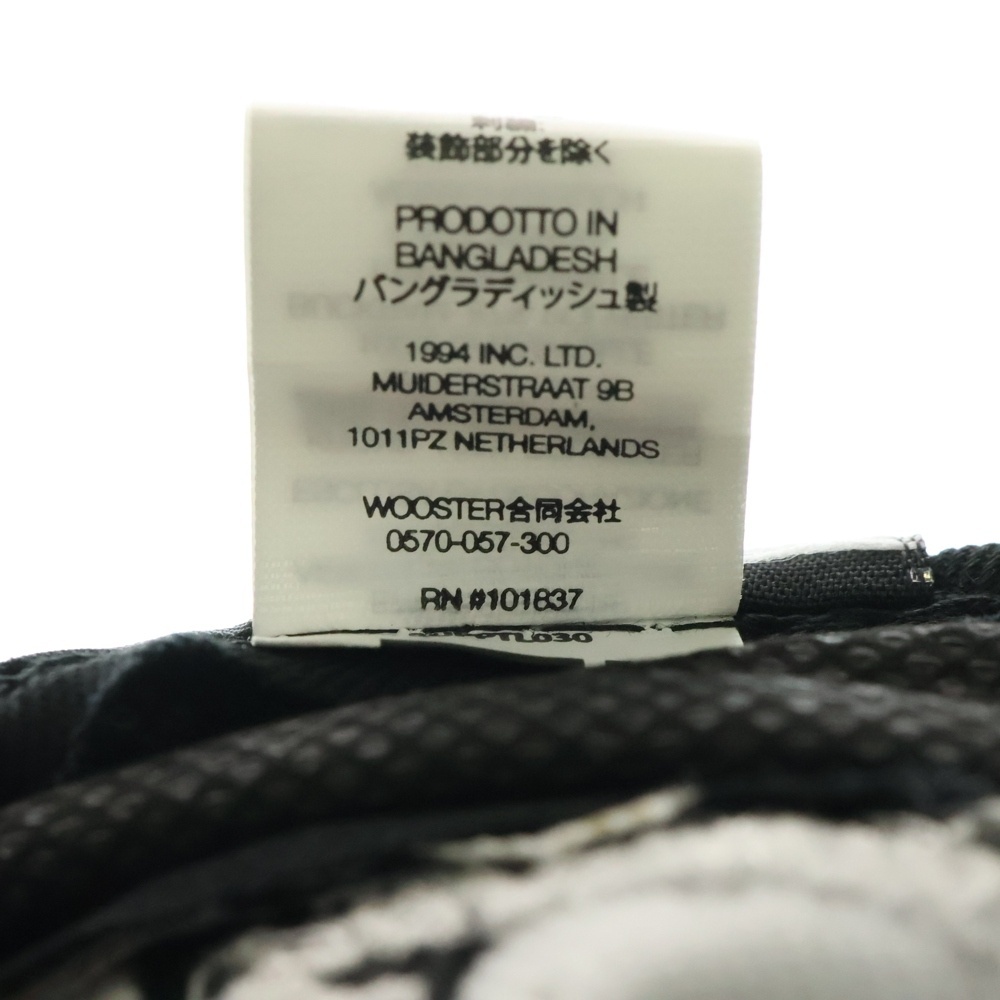 装飾部分を除く
PRODOTTO IN
BANGLADESH
バングラディッシュ製
1994 INC. LTD.
MUIDERSTRAAT 9B
AMSTERDAM,
1011PZ NETHERLANDS
WOOSTER合同会社
0570-057-300
RN #101837